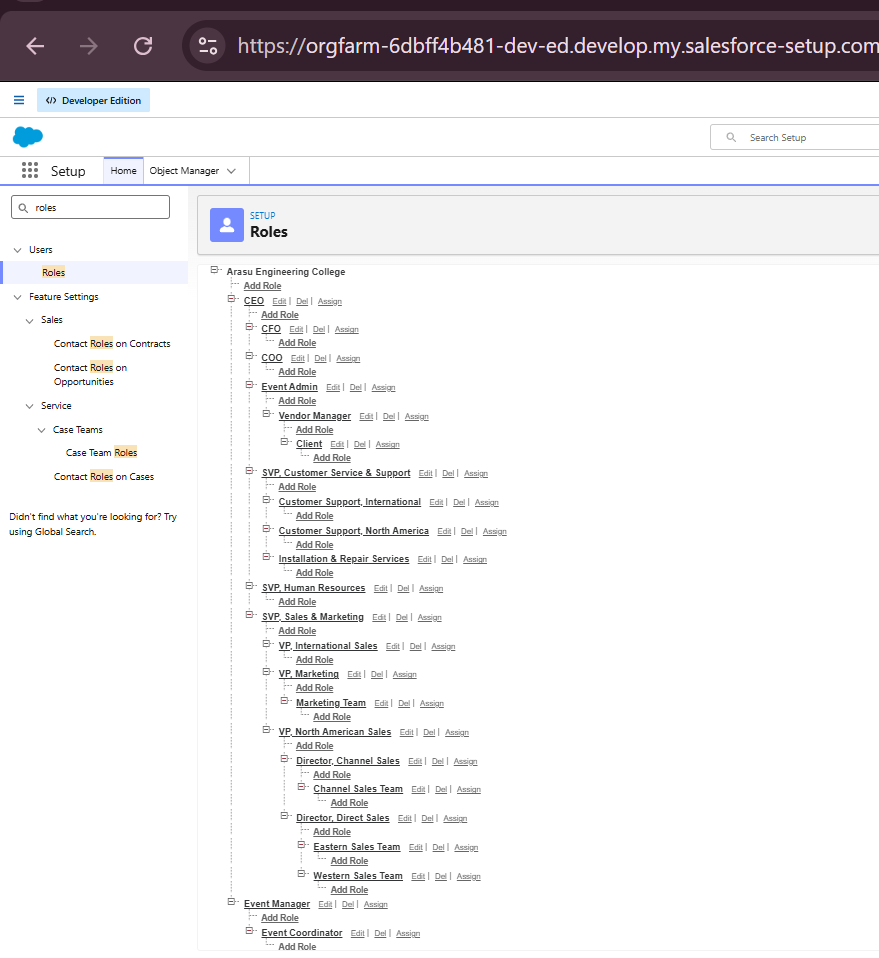 https://orgfarm-6dbff4b481-dev-ed.develop.my.salesforce-setup.com
</> Developer Edition
Search Setup
Setup Home Object Manager
roles
Users
Roles
Feature Settings
Sales
Contact Roles on Contracts
Contact Roles on
Opportunities
Service
Case Teams
Case Team Roles
Contact Roles on Cases
Didn't find what you're looking for? Try
using Global Search.
SETUP
Roles
Arasu Engineering College
Add Role
CEO Edit | Del | Assign
Add Role
CFO Edit | Del | Assign
Add Role
COO Edit | Del | Assign
Add Role
Event Admin Edit | Del | Assign
Add Role
Vendor Manager Edit | Del | Assign
Add Role
Client Edit | Del | Assign
Add Role
SVP, Customer Service & Support Edit | Del | Assign
Add Role
Customer Support, International Edit | Del | Assign
Add Role
Customer Support, North America Edit | Del | Assign
Add Role
Installation & Repair Services Edit | Del | Assign
Add Role
SVP, Human Resources Edit | Del | Assign
Add Role
SVP, Sales & Marketing Edit | Del | Assign
Add Role
VP, International Sales Edit | Del | Assign
Add Role
VP, Marketing Edit | Del | Assign
Add Role
Marketing Team Edit | Del | Assign
Add Role
VP, North American Sales Edit | Del | Assign
Add Role
Director, Channel Sales Edit | Del | Assign
Add Role
Channel Sales Team Edit | Del | Assign
Add Role
Director, Direct Sales Edit | Del | Assign
Add Role
Eastern Sales Team Edit | Del | Assign
Add Role
Western Sales Team Edit | Del | Assign
Add Role
Event Manager Edit | Del | Assign
Add Role
Event Coordinator Edit | Del | Assign
Add Role